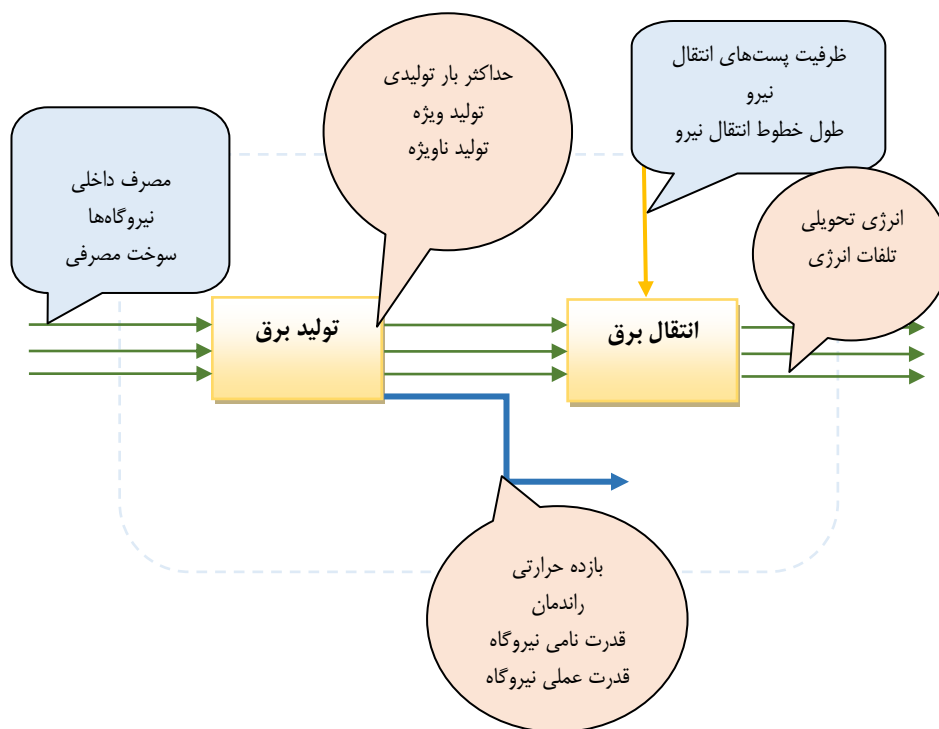 ظرفیت پست‌های انتقال
نیرو
طول خطوط انتقال نیرو
حداکثر بار تولیدی
تولید ویژه
تولید ناویژه
مصرف داخلی
نیروگاه‌ها
سوخت مصرفی
انرژی تحویلی
تلفات انرژی
تولید برق
انتقال برق
بازده حرارتی
راندمان
قدرت نامی نیروگاه
قدرت عملی نیروگاه